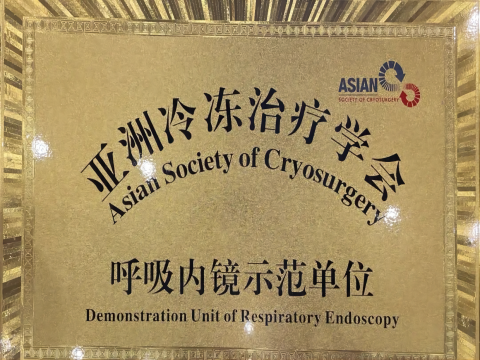 ASIAN
SOCIETY OF CRYOSURGERY
亚洲冷冻治疗学会
Asian Society of Cryosurgery
呼吸内镜示范单位
Demonstration Unit of Respiratory Endoscopy